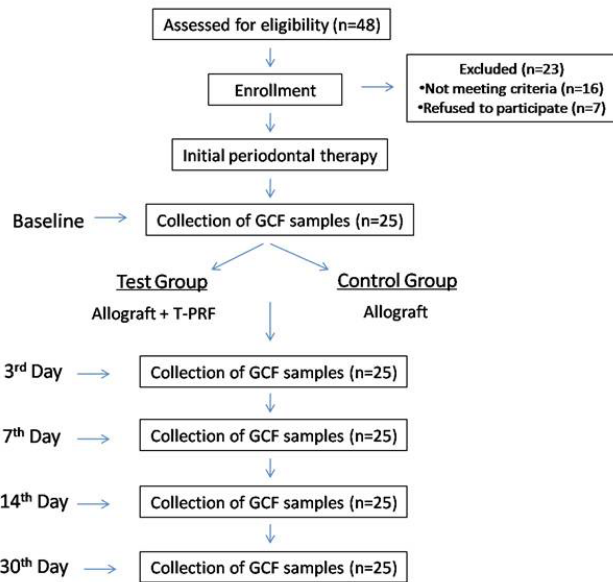 Assessed for eligibility (n=48)
Enrollment
Excluded (n=23)
•Not meeting criteria (n=16)
•Refused to participate (n=7)
Initial periodontal therapy
Baseline
Collection of GCF samples (n=25)
Test Group
Allograft + T-PRF
Control Group
Allograft
3rd Day
Collection of GCF samples (n=25)
7th Day
Collection of GCF samples (n=25)
14th Day
Collection of GCF samples (n=25)
30th Day
Collection of GCF samples (n=25)